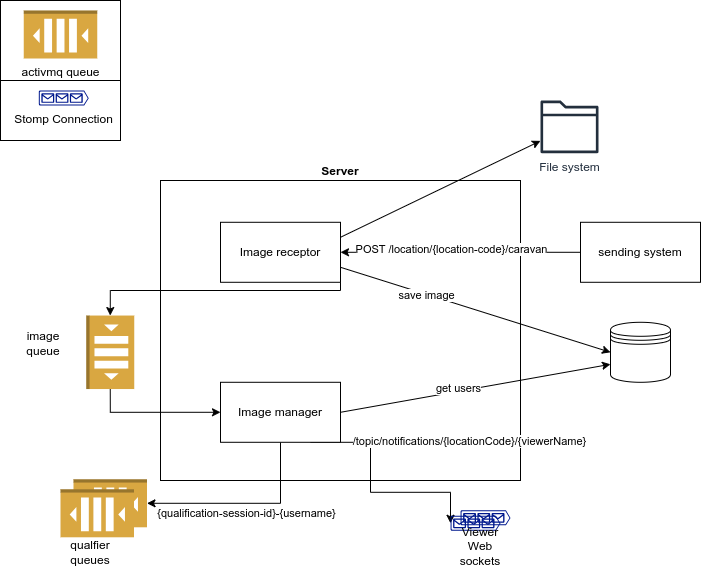 activmq queue
Stomp Connection
File system
Server
Image receptor
POST /location/{location-code}/caravan
sending system
save image
image
queue
get users
Image manager
/topic/notifications/{locationCode}/{viewerName}
{qualification-session-id}-{username}
Viewer
Web
sockets
qualfier
queues